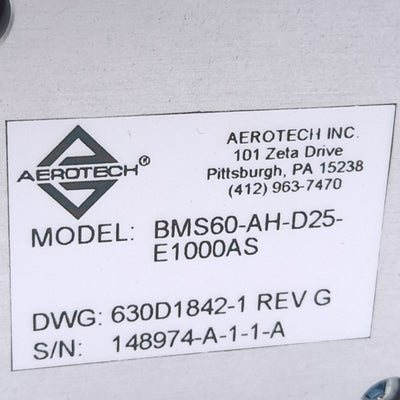 AEROTECH®
AEROTECH INC.
101 Zeta Drive
Pittsburgh, PA 15238
(412) 963-7470
MODEL: BMS60-AH-D25-
E1000AS
DWG: 630D1842-1 REV G
S/N: 148974-A-1-1-A